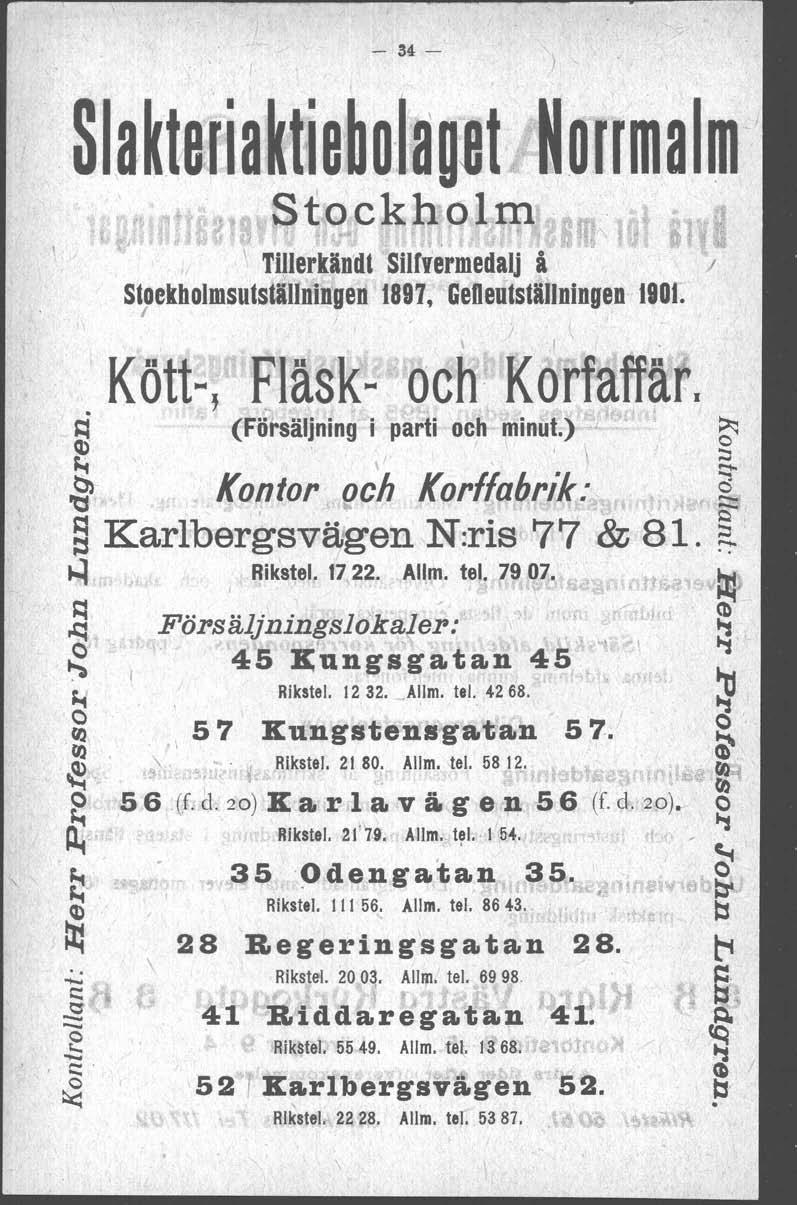 — 34 —
Slakteriaktiebolaget Norrmalm
Stockholm
Tillerkändt Silfvermedalj å
Stockholmsutställningen 1897, Gefleutställningen 1901.
Kött-, Fläsk- och Korfaffär.
(Försäljning i parti och minut.)
Kontor och Korffabrik:
Karlbergsvägen N:ris 77 & 81.
Rikstel. 17 22. Allm. tel. 79 07.
Försäljningslokaler:
45 Kungsgatan 45
Rikstel. 12 32. Allm. tel. 42 68.
57 Kungstensgatan 57.
Rikstel. 21 80. Allm. tel. 58 12.
56 (f. d. 20) Karlavägen 56 (f. d. 20).
Rikstel. 21 79. Allm. tel. 1 54.
35 Odengatan 35.
Rikstel. 111 56. Allm. tel. 86 43.
28 Regeringsgatan 28.
Rikstel. 20 03. Allm. tel. 69 98.
41 Riddaregatan 41.
Rikstel. 55 49. Allm. tel. 13 68.
52 Karlbergsvägen 52.
Rikstel. 22 28. Allm. tel. 53 87.
Kontrollant: Herr Professor John Lundgren.
Kontrollant: Herr Professor John Lundgren.